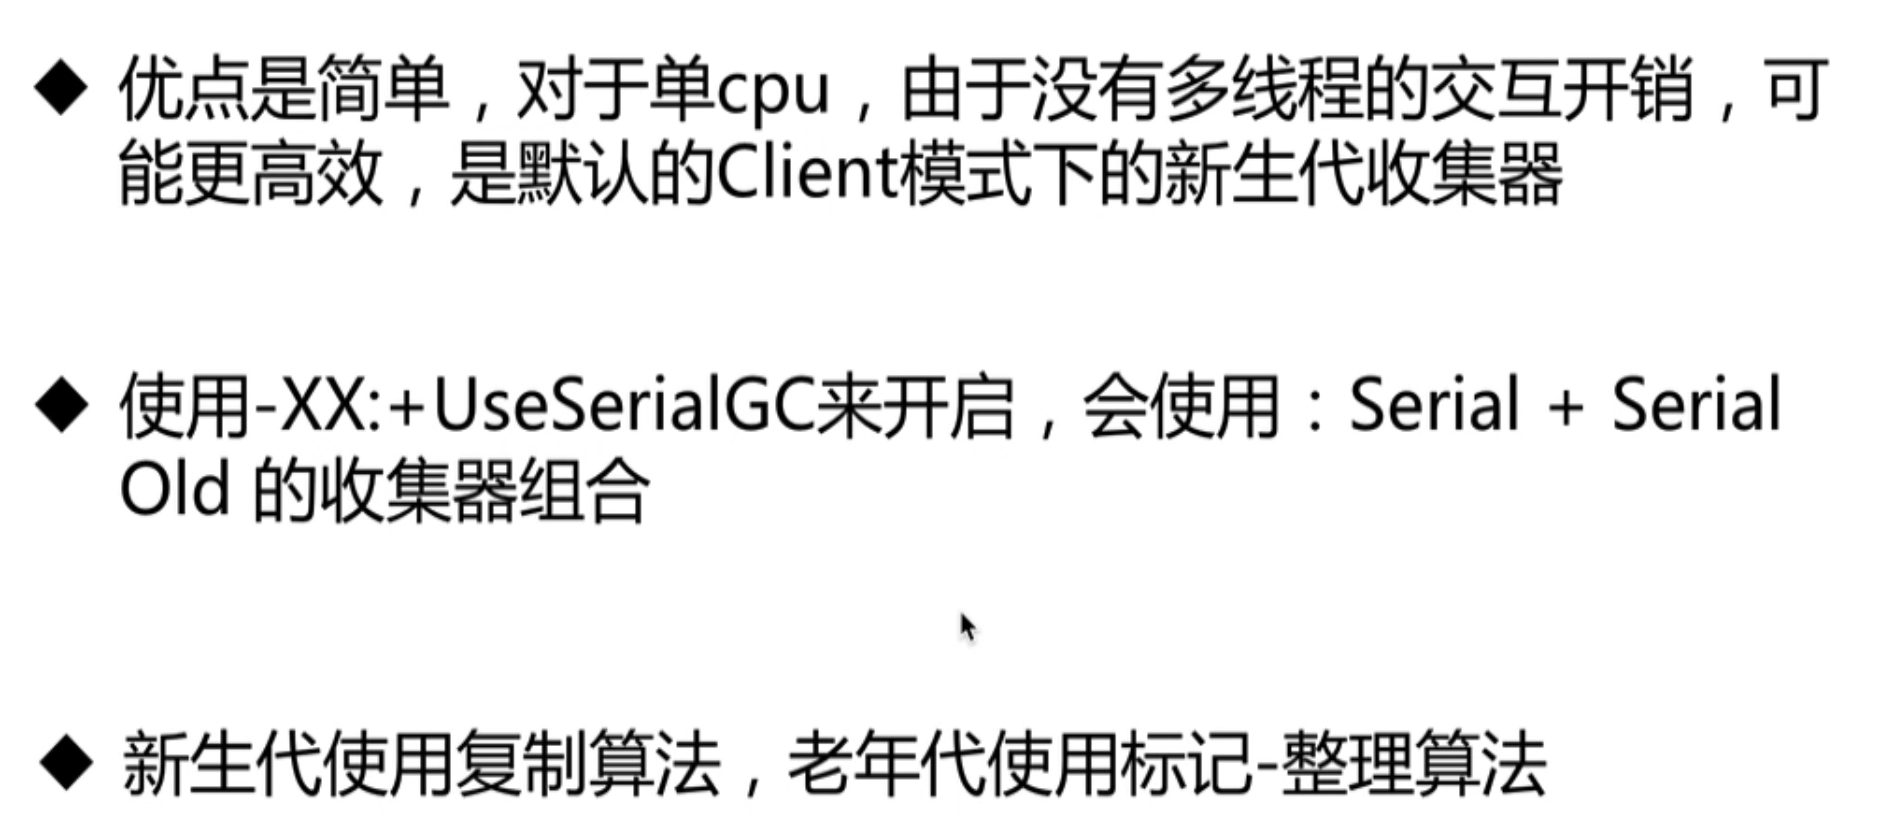 ◆ 优点是简单，对于单cpu，由于没有多线程的交互开销，可
能更高效，是默认的Client模式下的新生代收集器
◆ 使用-XX:+UseSerialGC来开启，会使用：Serial + Serial
Old 的收集器组合
◆ 新生代使用复制算法，老年代使用标记-整理算法